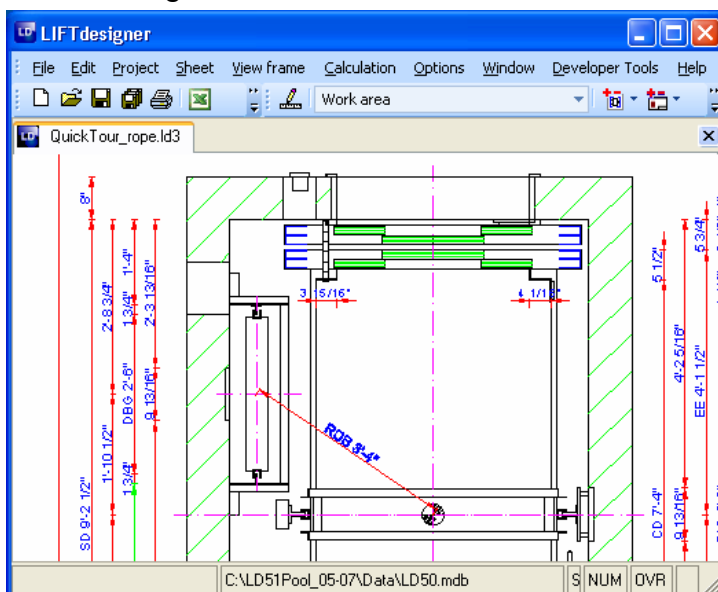 LIFTdesigner
File Edit Project Sheet View frame Calculation Options Window Developer Tools Help
Work area
QuickTour_rope.ld3
8"
SD 9'-2 1/2"
2'-8 3/4"
1'-10 1/2"
1'-4"
1 3/4"
DBG 2'-6"
1 3/4"
2'-3 13/16"
9 13/16"
3 15/16"
4 1/16"
ROB 3'-4"
5 1/2"
CD 7'-4"
4'-2 5/16"
9 13/16"
5 3/4"
EE 4'-1 1/2"
C:\LD51Pool_05-07\Data\LD50.mdb S NUM OVR